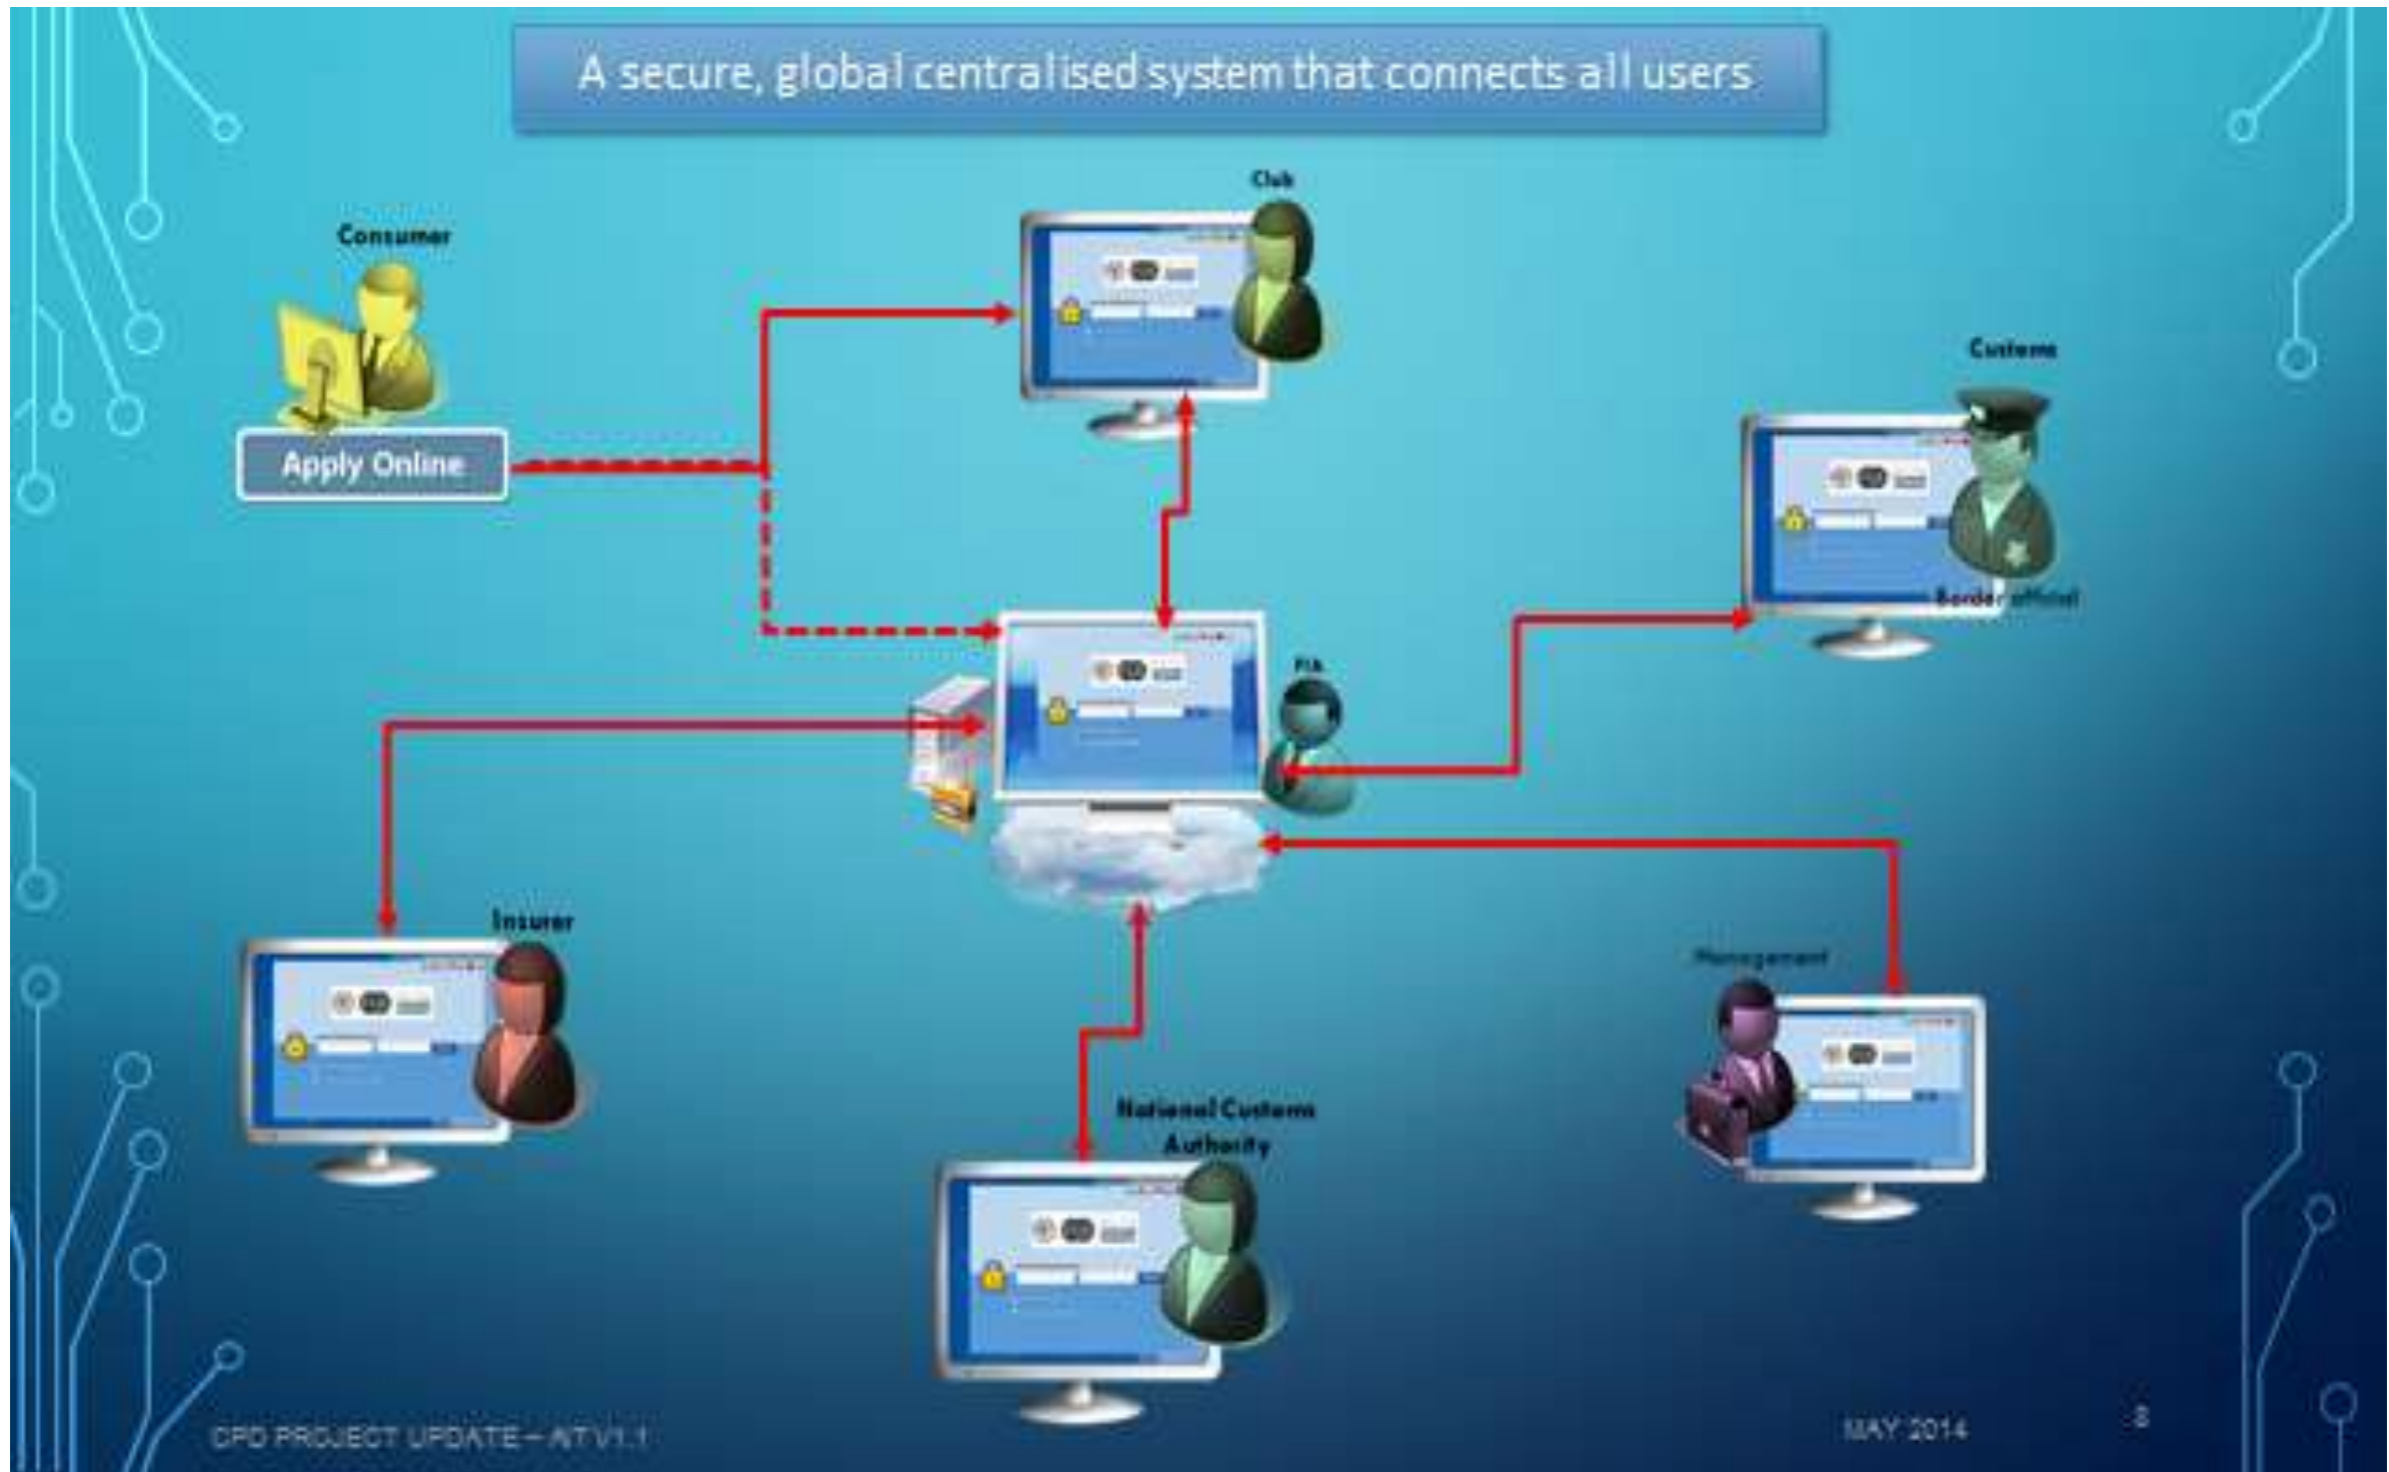 A secure, global centralised system that connects all users
Club
Consumer
Customs
Apply Online
Border official
FIA
Insurer
Management
National Customs
Authority
CPD PROJECT UPDATE – AIT V1.1
MAY 2014
8